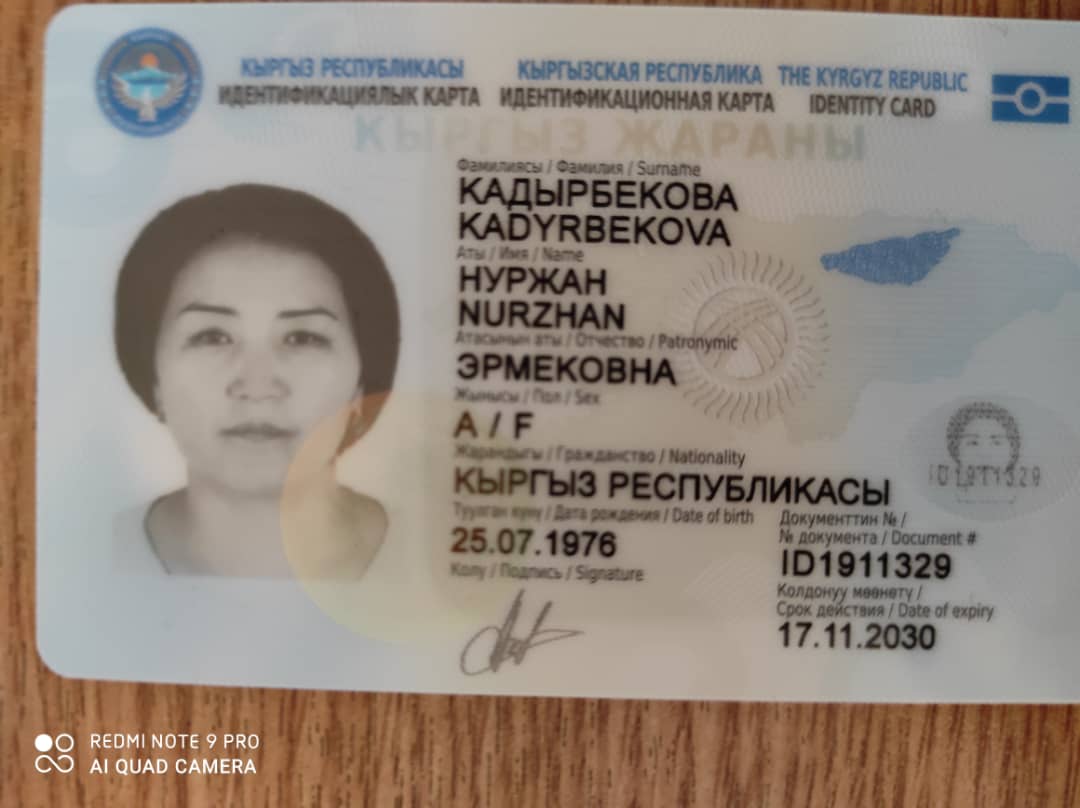 КЫРГЫЗ РЕСПУБЛИКАСЫ КЫРГЫЗСКАЯ РЕСПУБЛИКА THE KYRGYZ REPUBLIC
ИДЕНТИФИКАЦИЯЛЫК КАРТА ИДЕНТИФИКАЦИОННАЯ КАРТА IDENTITY CARD
КЫРГЫЗ ЖАРАНЫ
Фамилиясы / Фамилия / Surname
КАДЫРБЕКОВА
KADYRBEKOVA
Аты / Имя / Name
НУРЖАН
NURZHAN
Атасынын аты / Отчество / Patronymic
ЭРМЕКОВНА
Жынысы / Пол / Sex
А / F
Жарандыгы / Гражданство / Nationality
КЫРГЫЗ РЕСПУБЛИКАСЫ
ID1911329
Туулган күнү / Дата рождения / Date of birth
25.07.1976
Документтин № /
№ документа / Document #
ID1911329
Колу / Подпись / Signature
Колдонуу мөөнөтү /
Срок действия / Date of expiry
17.11.2030
REDMI NOTE 9 PRO
AI QUAD CAMERA